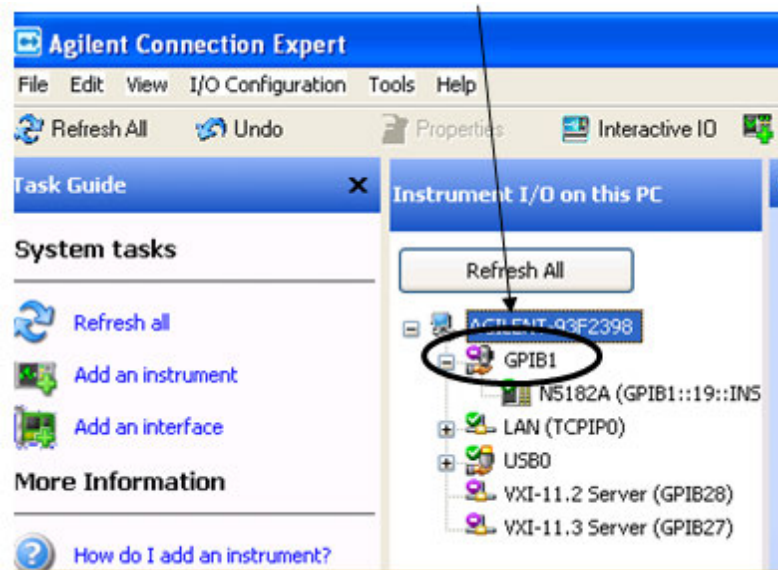 Agilent Connection Expert
File Edit View I/O Configuration Tools Help
Refresh All Undo Properties Interactive IO
Task Guide
System tasks
Refresh all
Add an instrument
Add an interface
More Information
How do I add an instrument?
Instrument I/O on this PC
Refresh All
AGILENT-93F2398
GPIB1
N5182A (GPIB1::19::INS
LAN (TCPIP0)
USB0
VXI-11.2 Server (GPIB28)
VXI-11.3 Server (GPIB27)